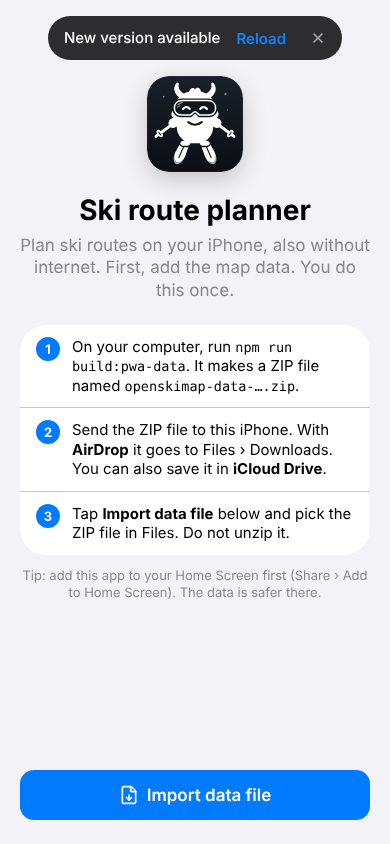 New version available Reload
Ski route planner
Plan ski routes on your iPhone, also without
internet. First, add the map data. You do
this once.
1 On your computer, run npm run
build:pwa-data. It makes a ZIP file
named openskimap-data-….zip.
2 Send the ZIP file to this iPhone. With
AirDrop it goes to Files › Downloads.
You can also save it in iCloud Drive.
3 Tap Import data file below and pick the
ZIP file in Files. Do not unzip it.
Tip: add this app to your Home Screen first (Share › Add
to Home Screen). The data is safer there.
Import data file